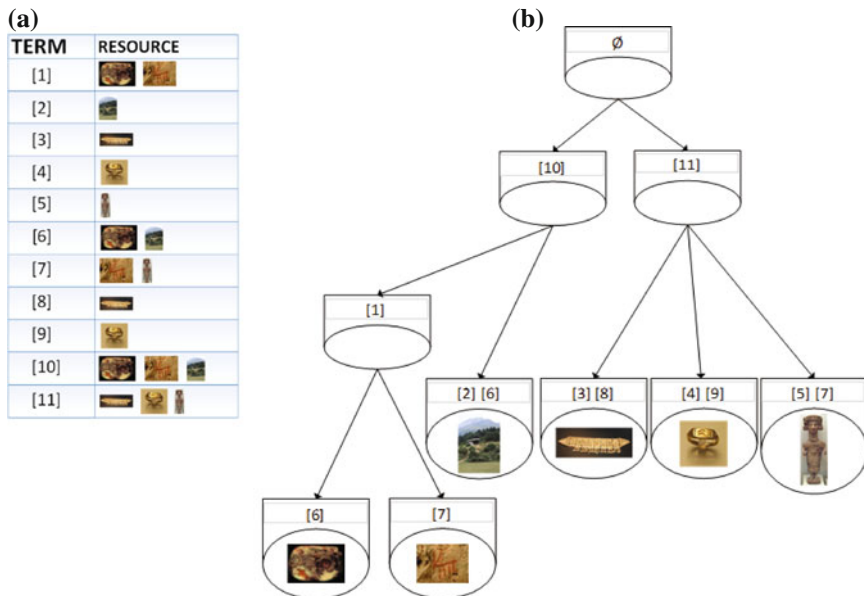 (a)
TERM RESOURCE
[1]
[2]
[3]
[4]
[5]
[6]
[7]
[8]
[9]
[10]
[11]
(b)
Ø
[10] [11]
[1]
[2] [6] [3] [8] [4] [9] [5] [7]
[6] [7]